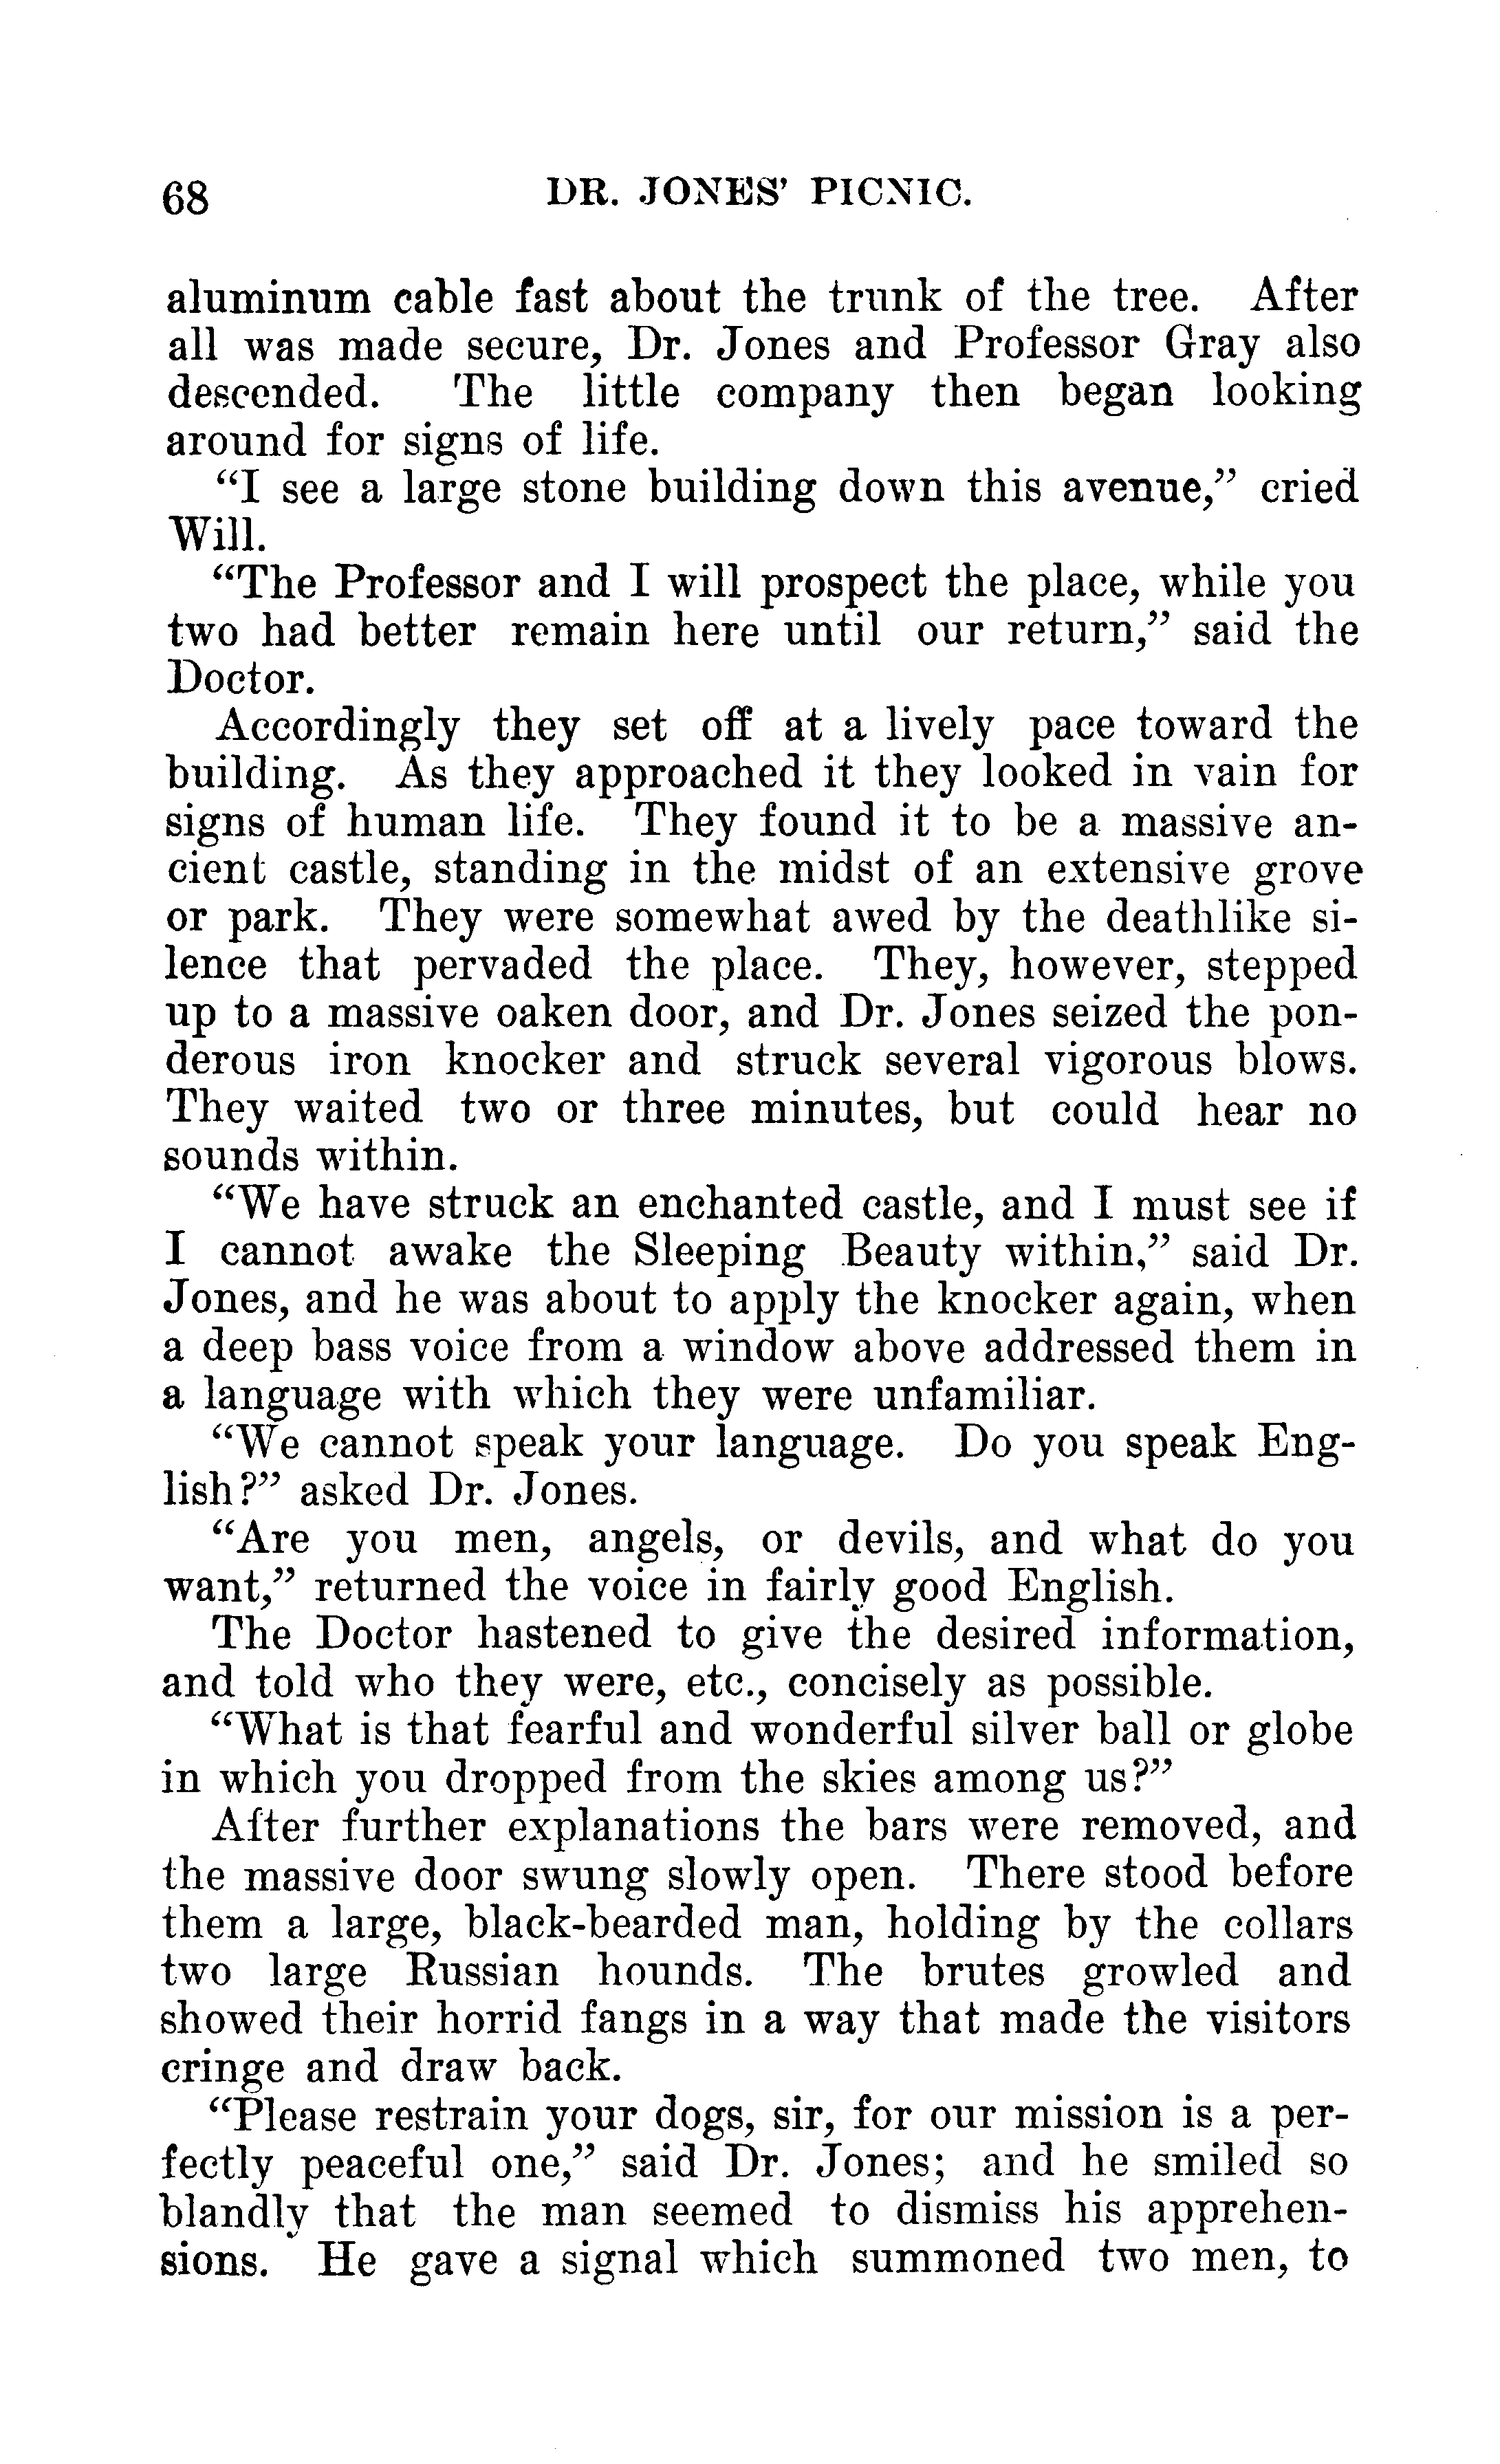 68 DR. JONES' PICNIC.
aluminum cable fast about the trunk of the tree. After
all was made secure, Dr. Jones and Professor Gray also
descended. The little company then began looking
around for signs of life.
“I see a large stone building down this avenue,” cried
Will.
“The Professor and I will prospect the place, while you
two had better remain here until our return,” said the
Doctor.
Accordingly they set off at a lively pace toward the
building. As they approached it they looked in vain for
signs of human life. They found it to be a massive an-
cient castle, standing in the midst of an extensive grove
or park. They were somewhat awed by the deathlike si-
lence that pervaded the place. They, however, stepped
up to a massive oaken door, and Dr. Jones seized the pon-
derous iron knocker and struck several vigorous blows.
They waited two or three minutes, but could hear no
sounds within.
“We have struck an enchanted castle, and I must see if
I cannot awake the Sleeping Beauty within,” said Dr.
Jones, and he was about to apply the knocker again, when
a deep bass voice from a window above addressed them in
a language with which they were unfamiliar.
“We cannot speak your language. Do you speak Eng-
lish?” asked Dr. Jones.
“Are you men, angels, or devils, and what do you
want,” returned the voice in fairly good English.
The Doctor hastened to give the desired information,
and told who they were, etc., concisely as possible.
“What is that fearful and wonderful silver ball or globe
in which you dropped from the skies among us?”
After further explanations the bars were removed, and
the massive door swung slowly open. There stood before
them a large, black-bearded man, holding by the collars
two large Russian hounds. The brutes growled and
showed their horrid fangs in a way that made the visitors
cringe and draw back.
“Please restrain your dogs, sir, for our mission is a per-
fectly peaceful one,” said Dr. Jones; and he smiled so
blandly that the man seemed to dismiss his apprehen-
sions. He gave a signal which summoned two men, to